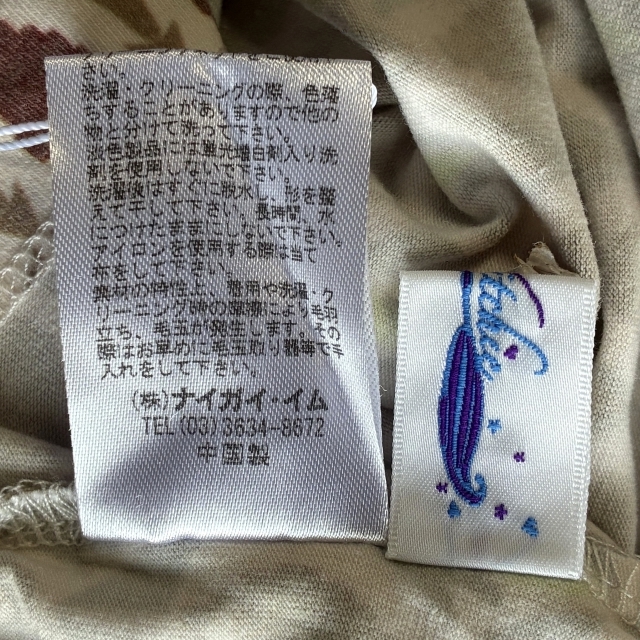 さい。
洗濯・クリーニングの際、色落
ちすることがありますので他の
物と分けて洗って下さい。
淡色製品には蛍光増白剤入り洗
剤を使用しないで下さい。
洗濯後はすぐに脱水し、形を整
えて干して下さい。長時間、水
につけたままにしないで下さい。
アイロンを使用する際は当て
布をして下さい。
素材の特性上、着用や洗濯・ク
リーニング時の摩擦により毛羽
立ち、毛玉が発生します。その
際はお早めに毛玉取り器等で手
入れをして下さい。
(株)ナイガイ・イム
TEL(03)3634-8672
中国製